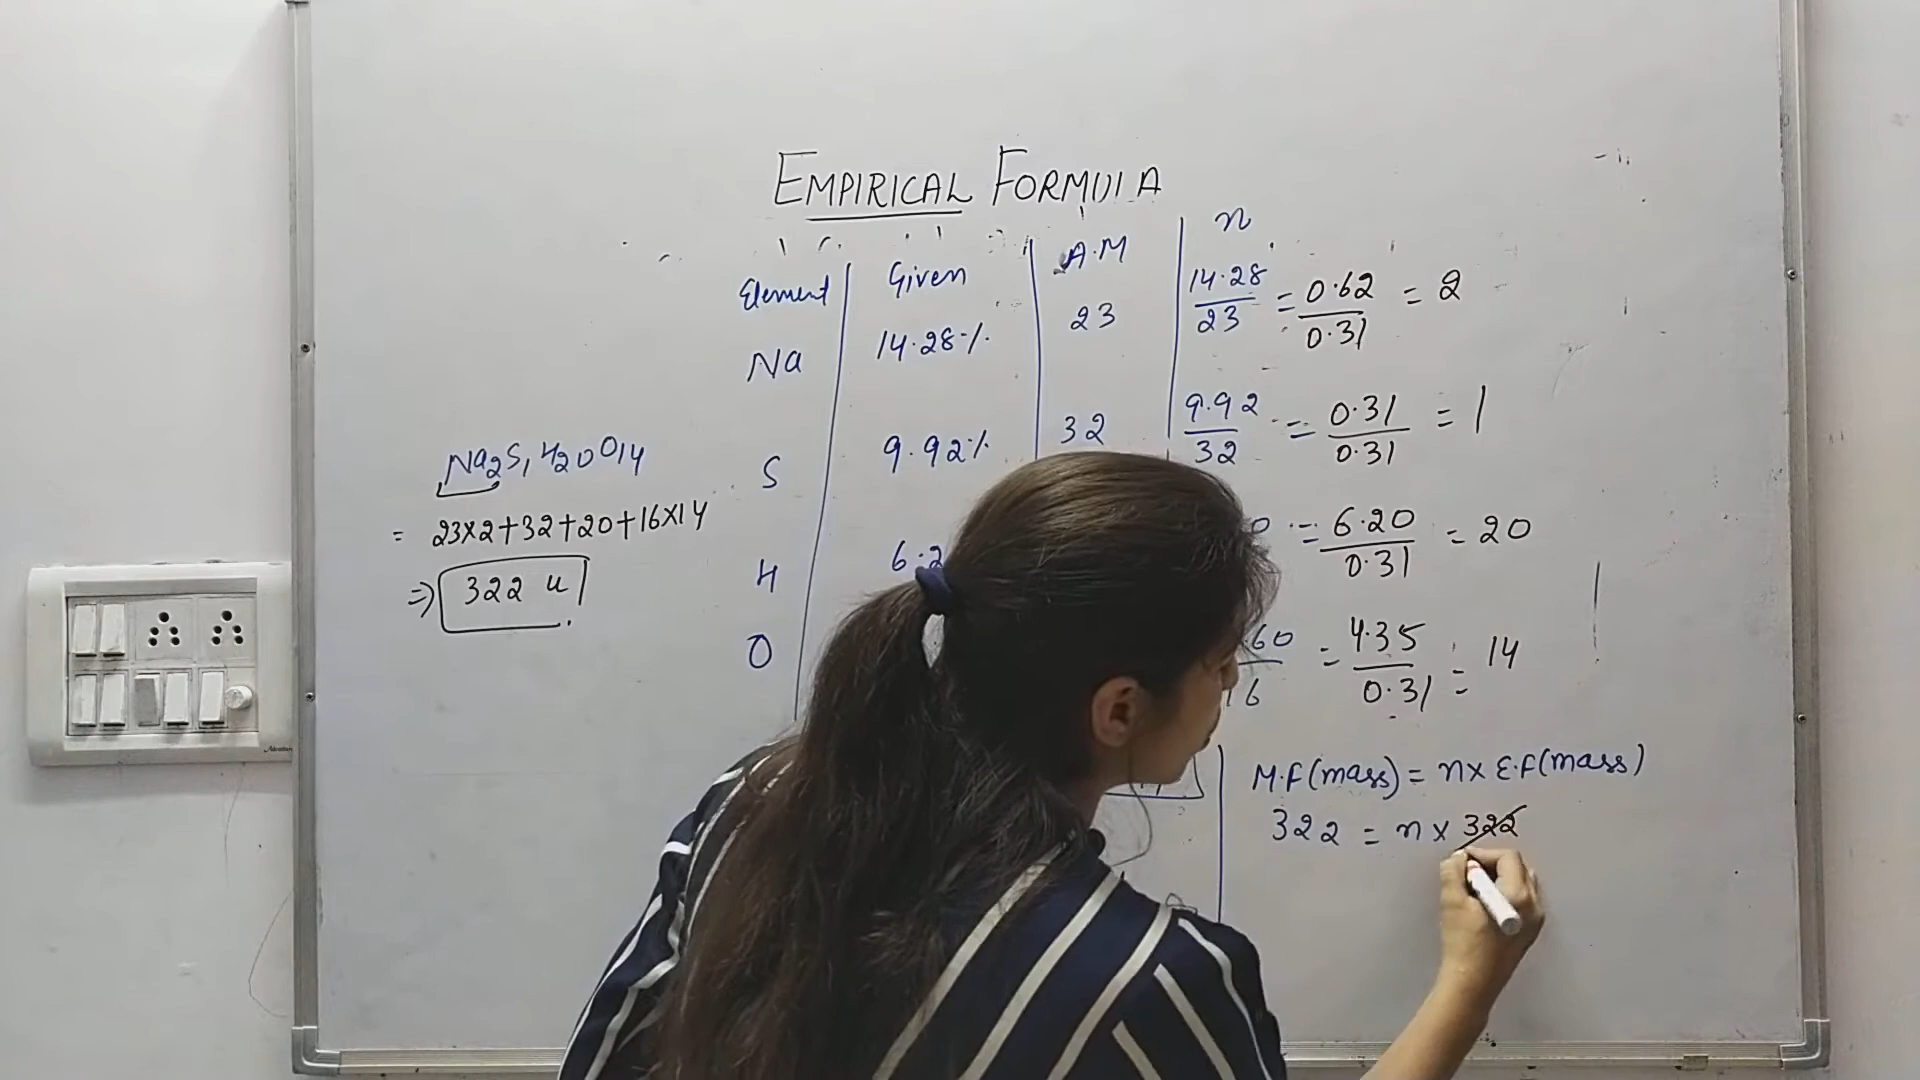 EMPIRICAL FORMULA
Element Given A.M n
Na 14.28% 23 14.28/23 = 0.62/0.31 = 2
S 9.92% 32 9.92/32 = 0.31/0.31 = 1
H = 6.20/0.31 = 20
O = 4.35/0.31 = 14
Na2S1H20O14
= 23×2+32+20+16×14
⇒ 322 u
M.F(mass) = n× E.F(mass)
322 = n × 322